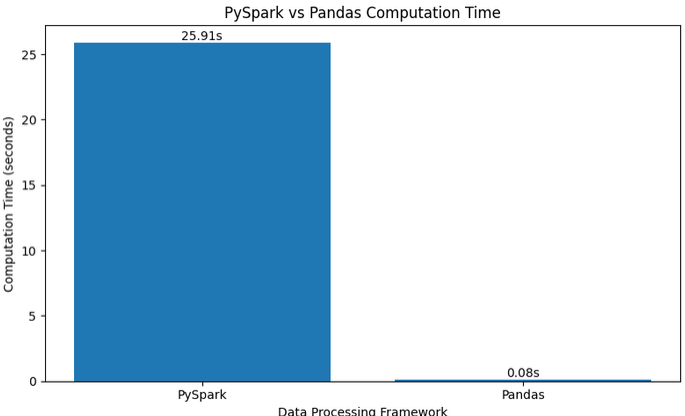 PySpark vs Pandas Computation Time
25.91s
25
20
15
10
5
0
Computation Time (seconds)
0.08s
PySpark
Pandas
Data Processing Framework